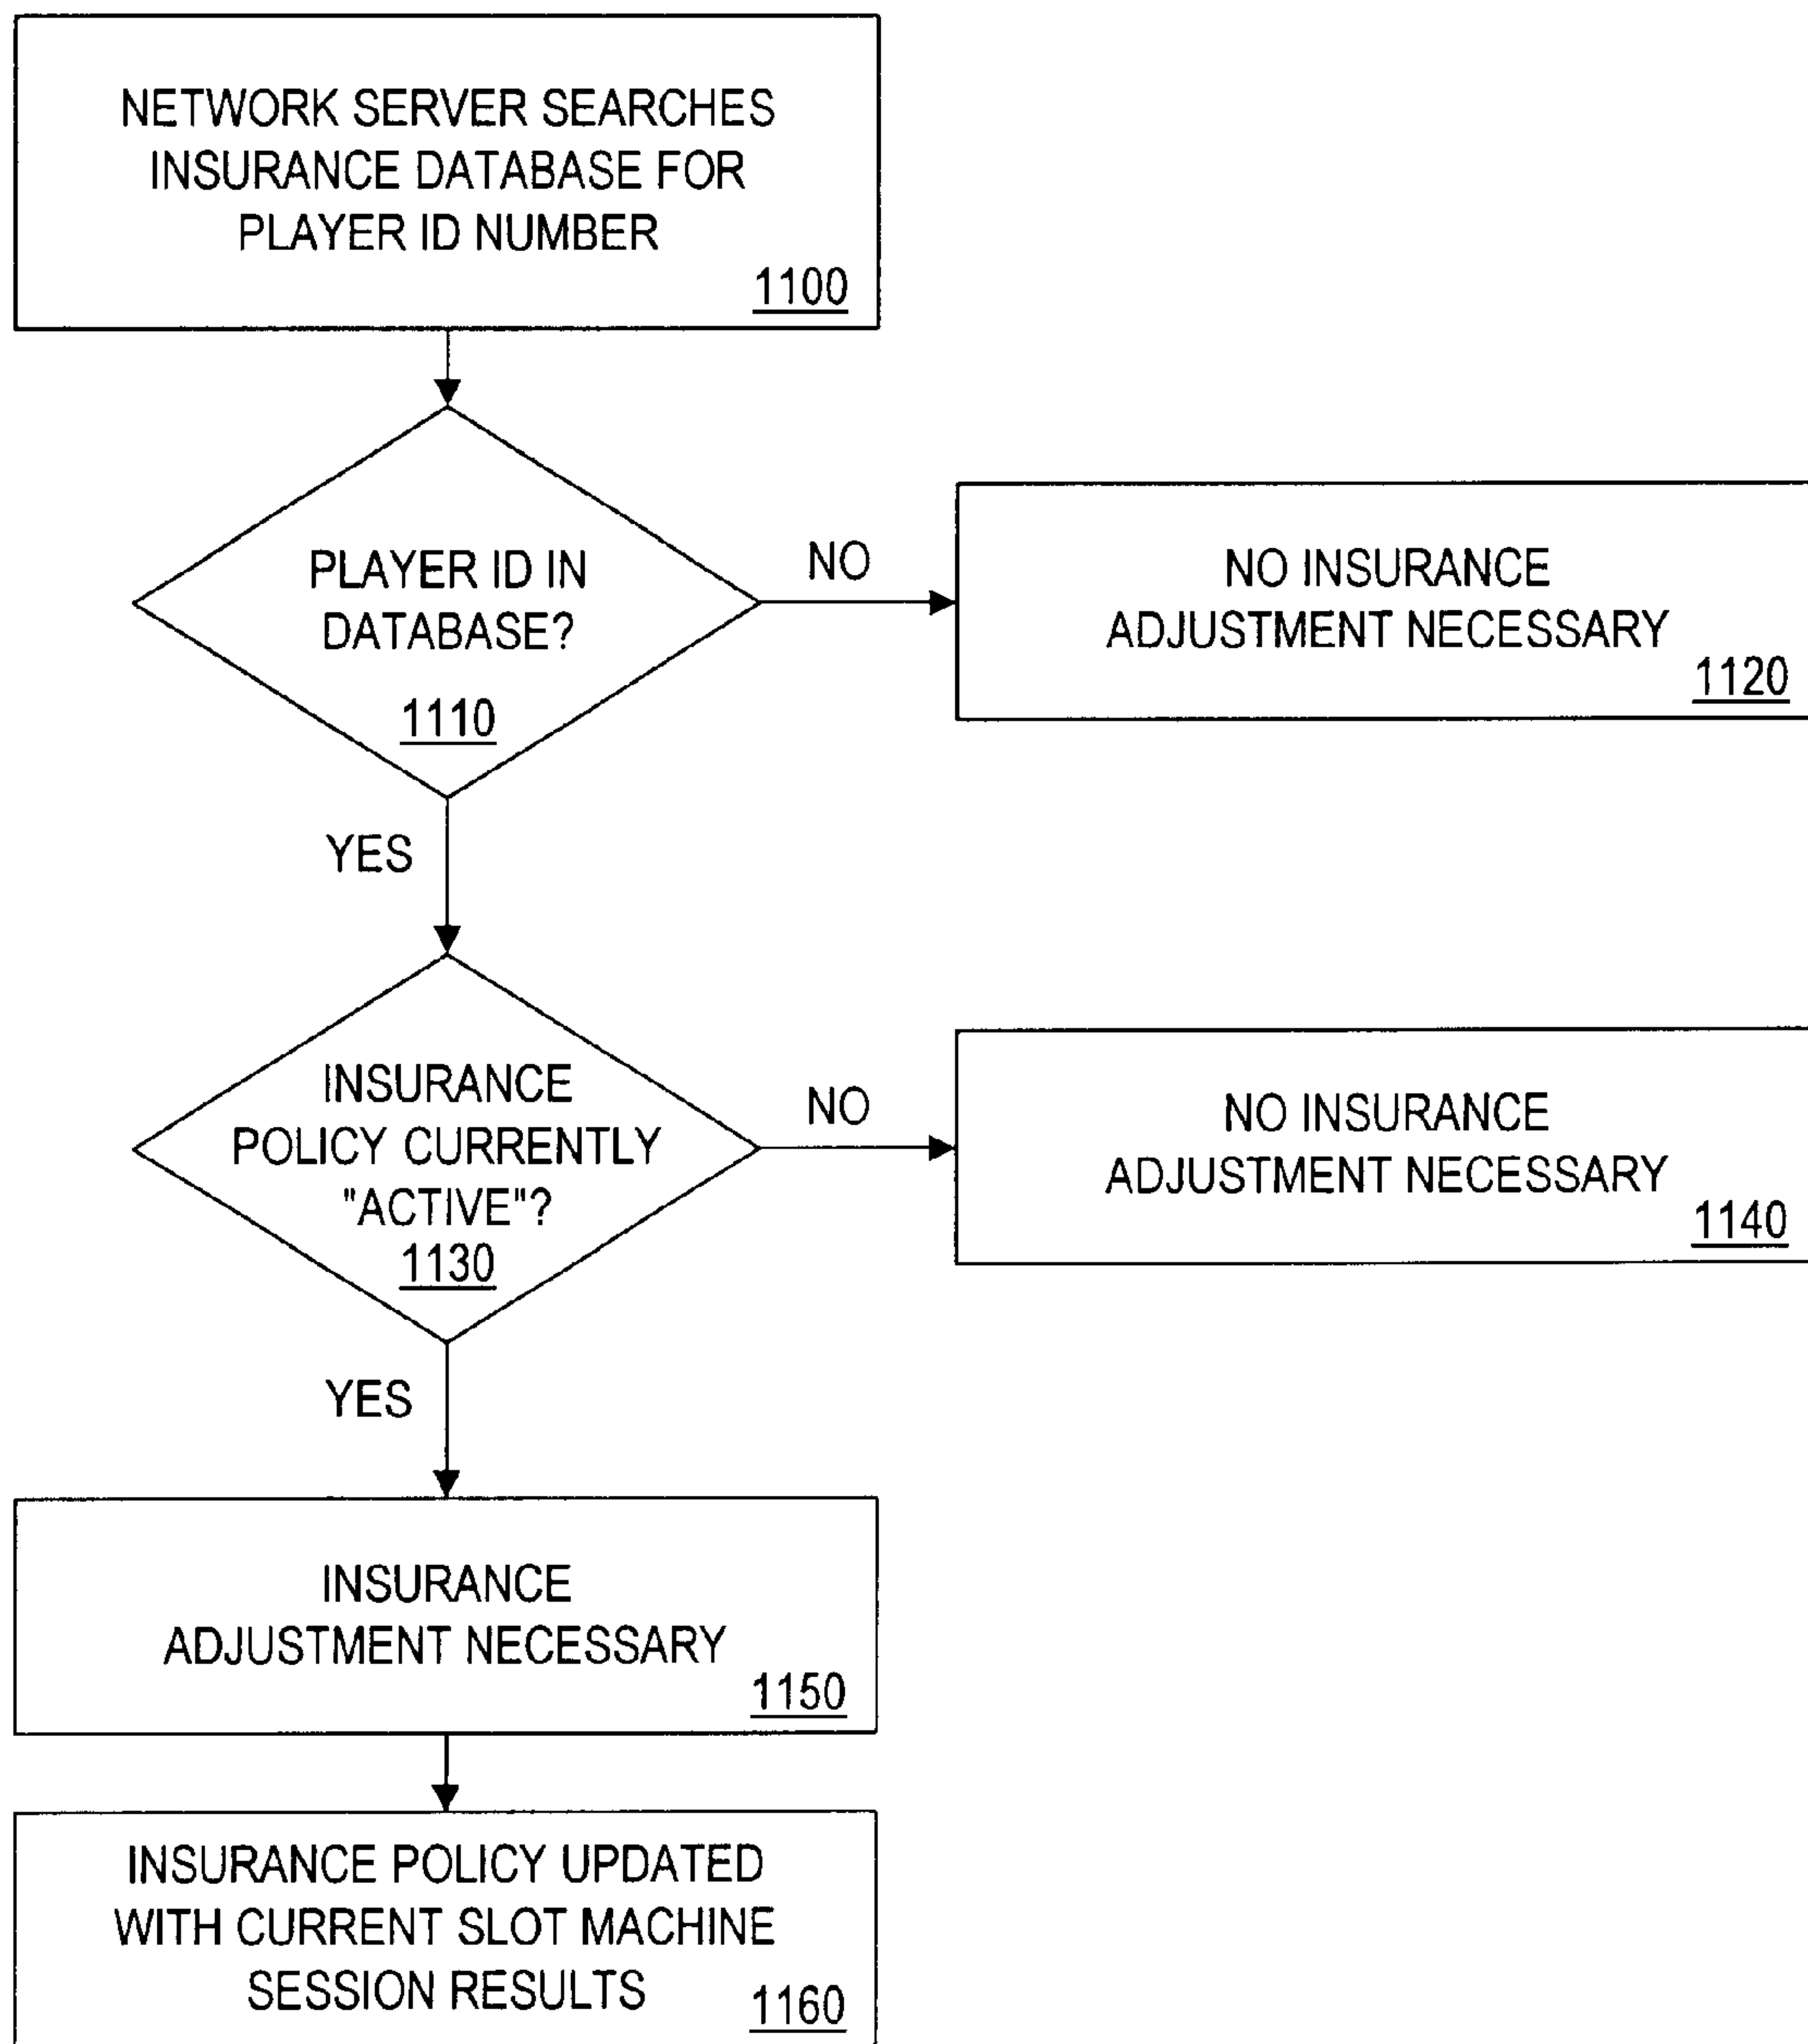 NETWORK SERVER SEARCHES
INSURANCE DATABASE FOR
PLAYER ID NUMBER
1100
PLAYER ID IN
DATABASE?
1110
NO
NO INSURANCE
ADJUSTMENT NECESSARY
1120
YES
INSURANCE
POLICY CURRENTLY
"ACTIVE"?
1130
NO
NO INSURANCE
ADJUSTMENT NECESSARY
1140
YES
INSURANCE
ADJUSTMENT NECESSARY
1150
INSURANCE POLICY UPDATED
WITH CURRENT SLOT MACHINE
SESSION RESULTS
1160